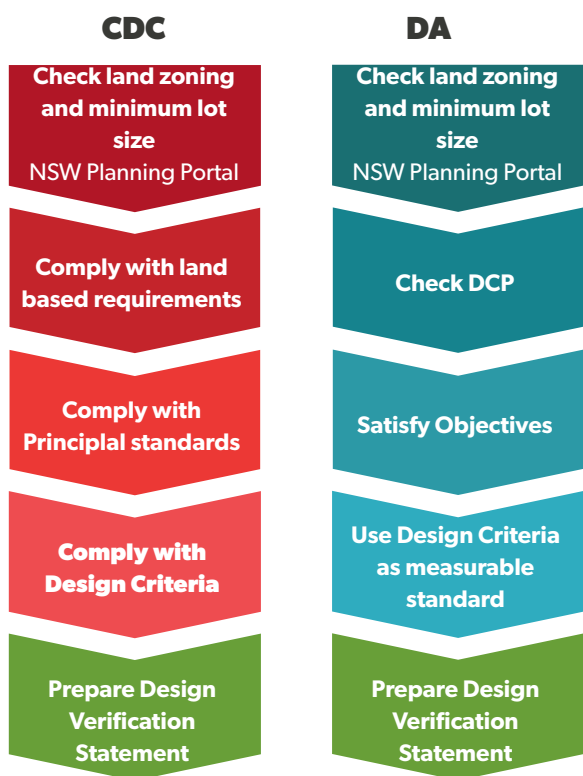 CDC
Check land zoning
and minimum lot
size
NSW Planning Portal
Comply with land
based requirements
Comply with
Principlal standards
Comply with
Design Criteria
Prepare Design
Verification
Statement
DA
Check land zoning
and minimum lot
size
NSW Planning Portal
Check DCP
Satisfy Objectives
Use Design Criteria
as measurable
standard
Prepare Design
Verification
Statement